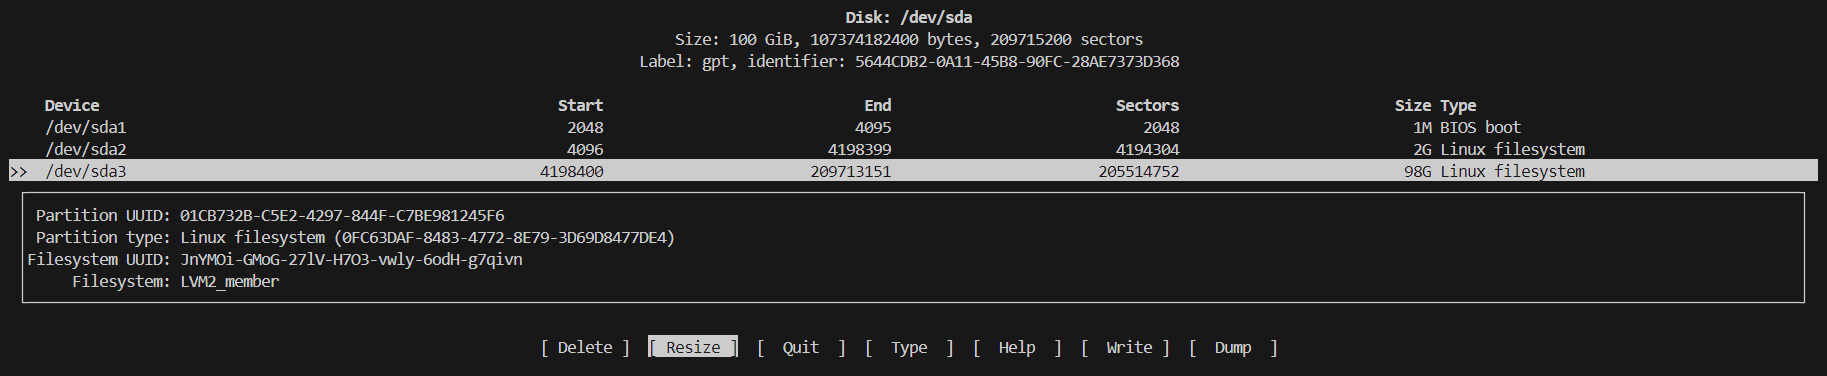 Disk: /dev/sda
Size: 100 GiB, 107374182400 bytes, 209715200 sectors
Label: gpt, identifier: 5644CDB2-0A11-45B8-90FC-28AE7373D368
Device Start End Sectors Size Type
/dev/sda1 2048 4095 2048 1M BIOS boot
/dev/sda2 4096 4198399 4194304 2G Linux filesystem
>> /dev/sda3 4198400 209713151 205514752 98G Linux filesystem
Partition UUID: 01CB732B-C5E2-4297-844F-C7BE981245F6
Partition type: Linux filesystem (0FC63DAF-8483-4772-8E79-3D69D8477DE4)
Filesystem UUID: JnYMOi-GMoG-27lV-H7O3-vwly-6odH-g7qivn
Filesystem: LVM2_member
[ Delete ] [ Resize ] [ Quit ] [ Type ] [ Help ] [ Write ] [ Dump ]